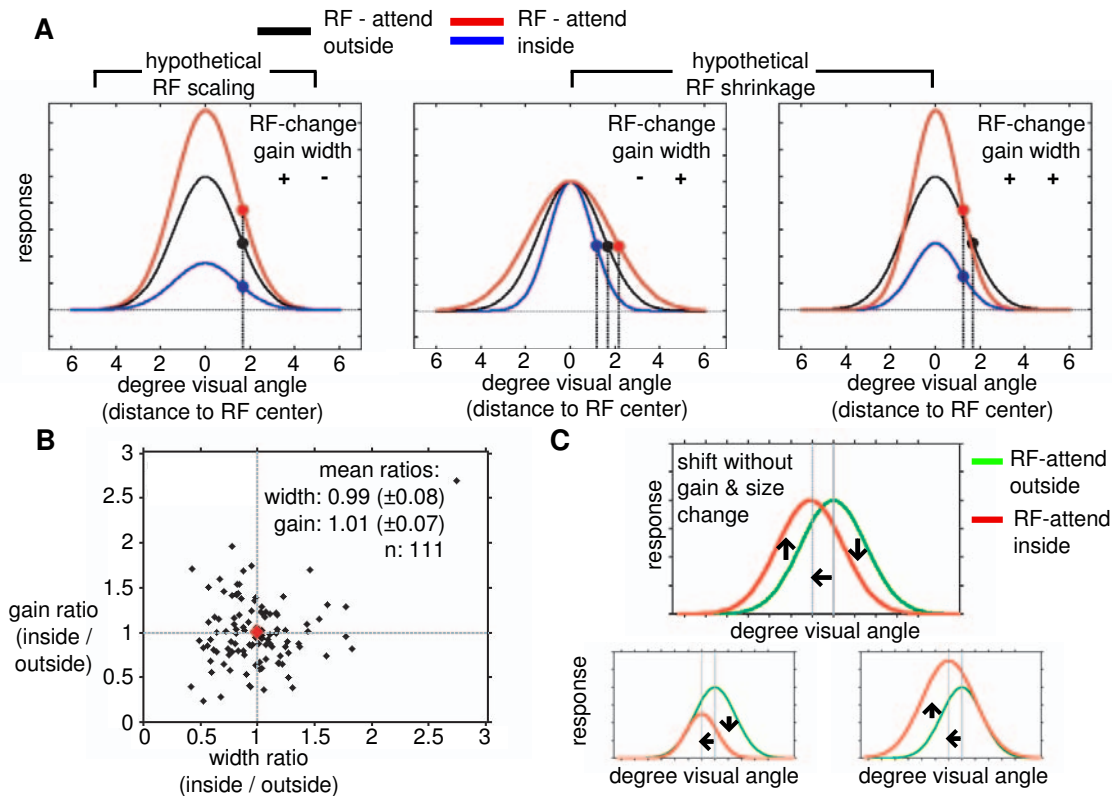 A
RF - attend
outside
RF - attend
inside
hypothetical
RF scaling
hypothetical
RF shrinkage
response
RF-change
gain width
+ -
6 4 2 0 2 4 6
degree visual angle
(distance to RF center)
RF-change
gain width
- +
6 4 2 0 2 4 6
degree visual angle
(distance to RF center)
RF-change
gain width
+ +
6 4 2 0 2 4 6
degree visual angle
(distance to RF center)
B
mean ratios:
width: 0.99 (±0.08)
gain: 1.01 (±0.07)
n: 111
3
2.5
2
1.5
1
0.5
0
gain ratio
(inside /
outside)
0 0.5 1 1.5 2 2.5 3
width ratio
(inside / outside)
C
shift without
gain & size
change
RF-attend
outside
RF-attend
inside
response
degree visual angle
response
degree visual angle
degree visual angle